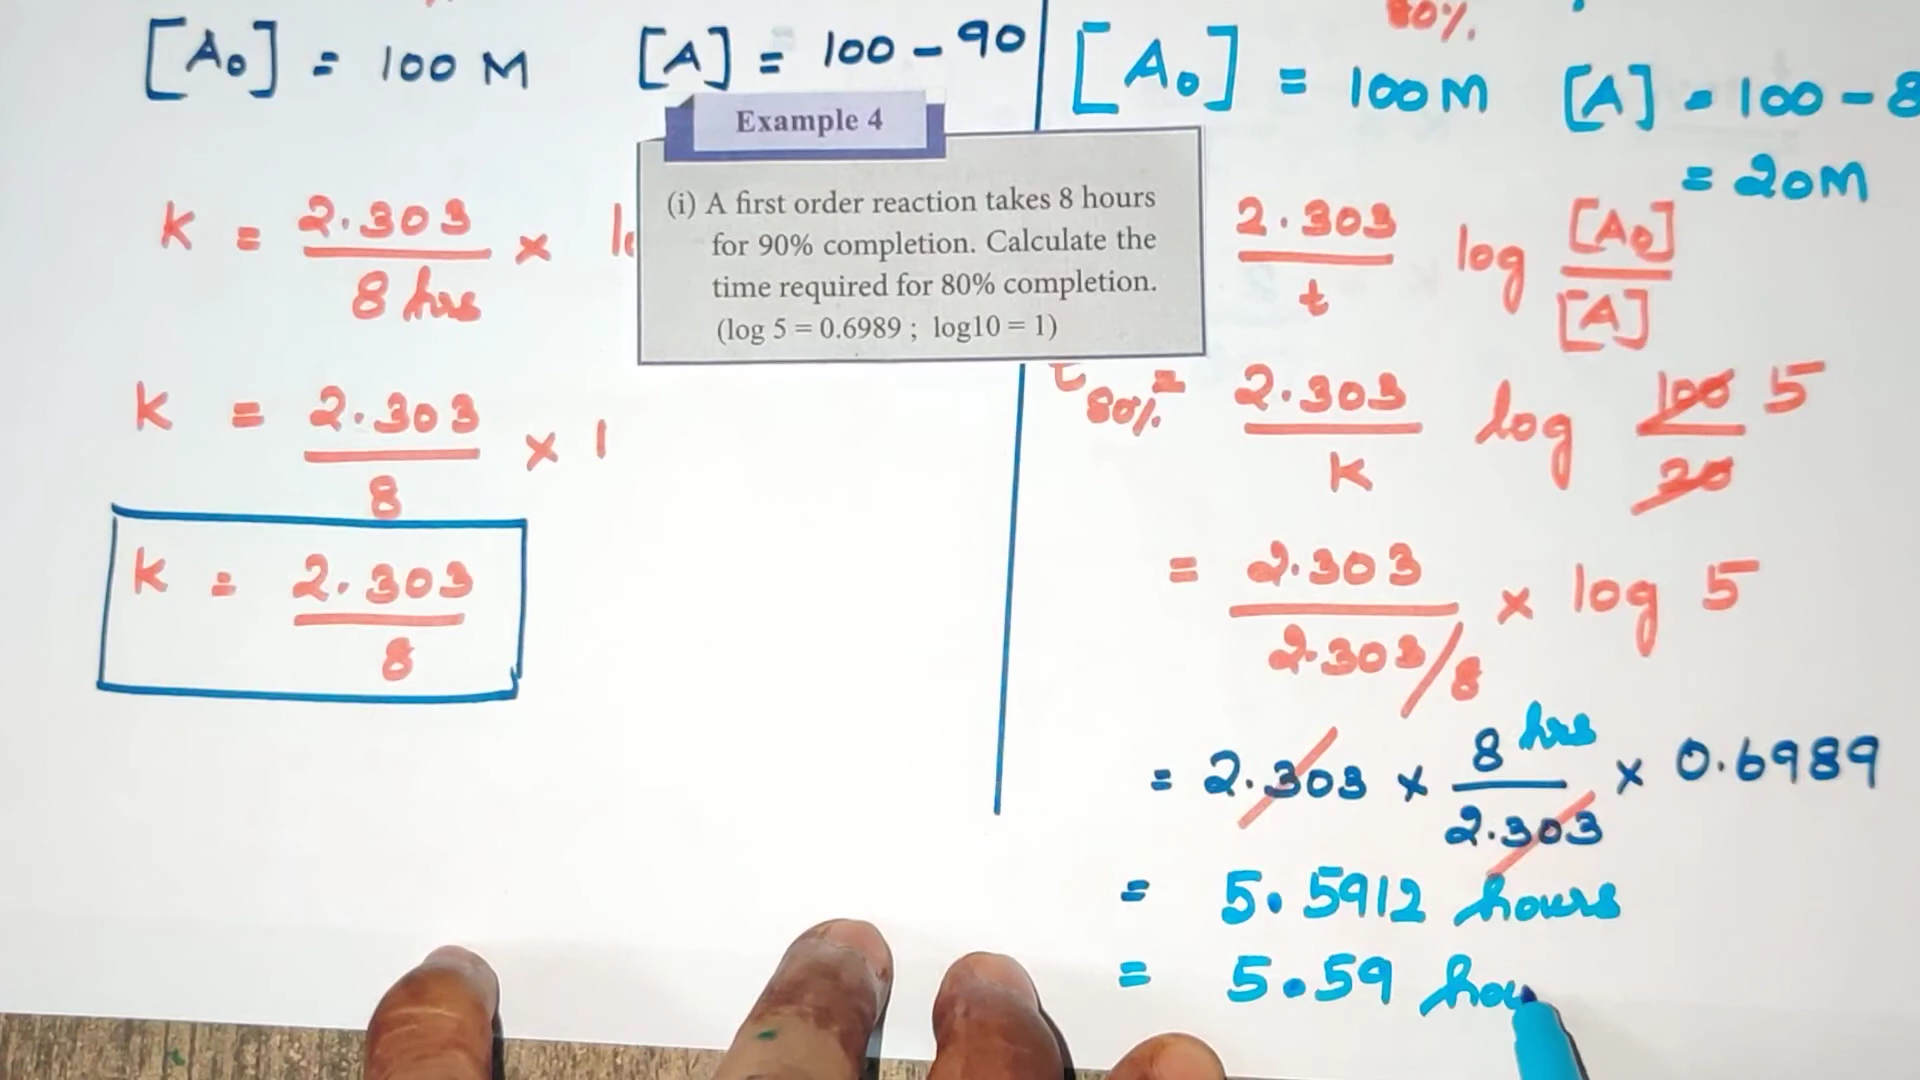 [A₀] = 100 M [A] = 100 - 90
k = 2.303 / 8 hrs ×
k = 2.303 / 8 × 1
k = 2.303 / 8
Example 4
(i) A first order reaction takes 8 hours
for 90% completion. Calculate the
time required for 80% completion.
(log 5 = 0.6989 ; log10 = 1)
80%
[A₀] = 100 M [A] = 100 - 8
= 20M
2.303 / t log [A₀] / [A]
t 80% = 2.303 / k log 100 / 20 5
= 2.303 / 2.303/8 × log 5
= 2.303 × 8 hrs / 2.303 × 0.6989
= 5.5912 hours
= 5.59 hou